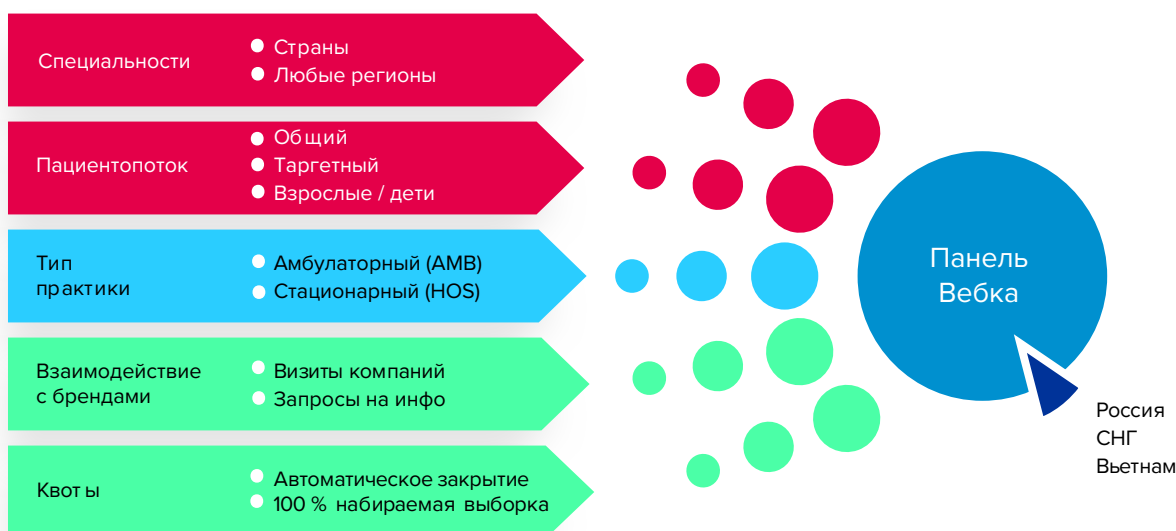 Специальности
Страны
Любые регионы
Пациентопоток
Общий
Таргетный
Взрослые / дети
Тип
практики
Амбулаторный (АМВ)
Стационарный (HOS)
Взаимодействие
с брендами
Визиты компаний
Запросы на инфо
Квоты
Автоматическое закрытие
100 % набираемая выборка
Панель
Вебка
Россия
СНГ
Вьетнам